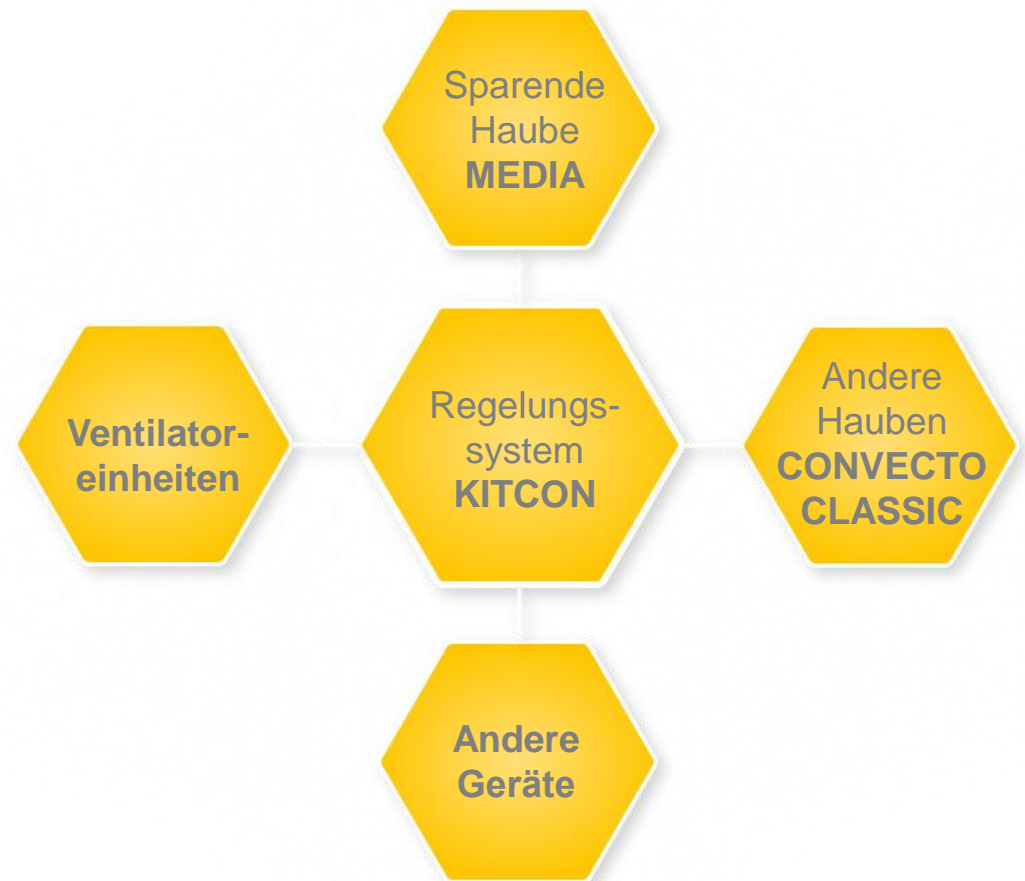 Sparende
Haube
MEDIA
Ventilator-
einheiten
Regelungs-
system
KITCON
Andere
Hauben
CONVECTO
CLASSIC
Andere
Geräte